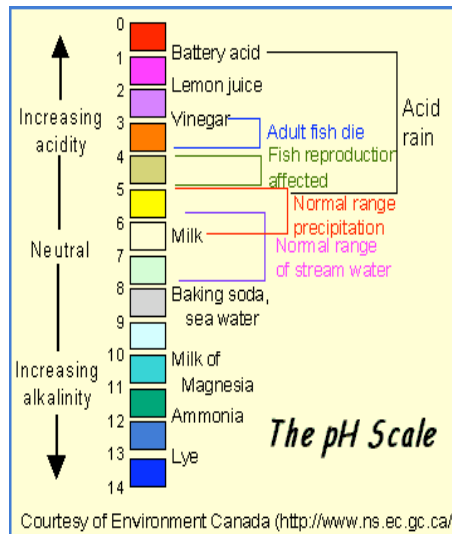 0
1
Battery acid
2
Lemon juice
Increasing
acidity
3
Vinegar
Adult fish die
Acid
rain
4
Fish reproduction
affected
5
Normal range
precipitation
6
Milk
Neutral
Normal range
of stream water
7
8
Baking soda,
sea water
9
10
Milk of
Magnesia
Increasing
alkalinity
11
Ammonia
12
13
Lye
14
The pH Scale
Courtesy of Environment Canada (http://www.ns.ec.gc.ca/